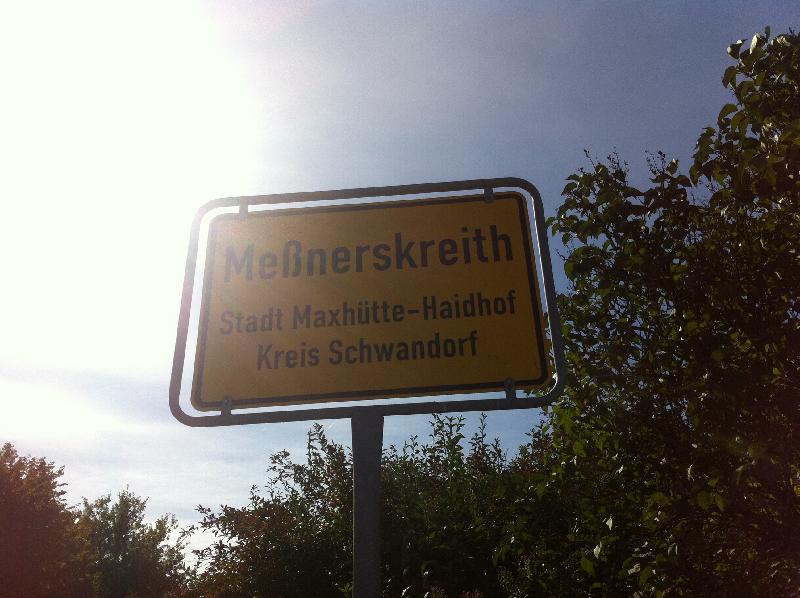 Meßnerskreith
Stadt Maxhütte-Haidhof
Kreis Schwandorf